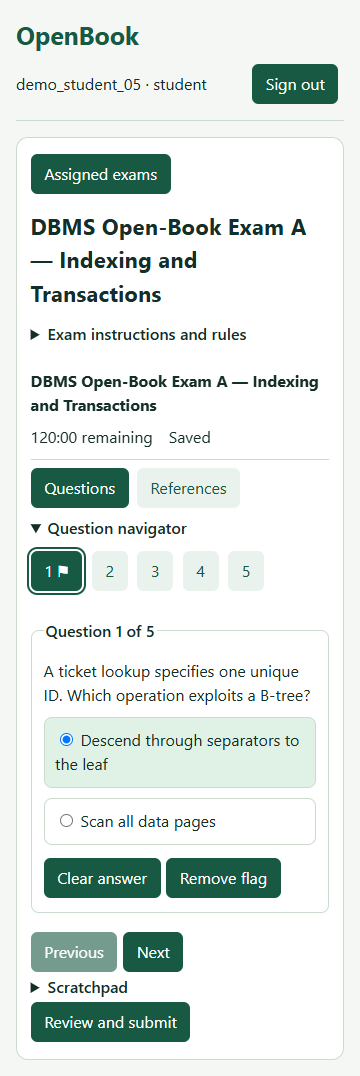 OpenBook
demo_student_05 · student
Sign out
Assigned exams
DBMS Open-Book Exam A
— Indexing and
Transactions
Exam instructions and rules
DBMS Open-Book Exam A — Indexing
and Transactions
120:00 remaining Saved
Questions References
Question navigator
1 2 3 4 5
Question 1 of 5
A ticket lookup specifies one unique
ID. Which operation exploits a B-tree?
Descend through separators to
the leaf
Scan all data pages
Clear answer Remove flag
Previous Next
Scratchpad
Review and submit